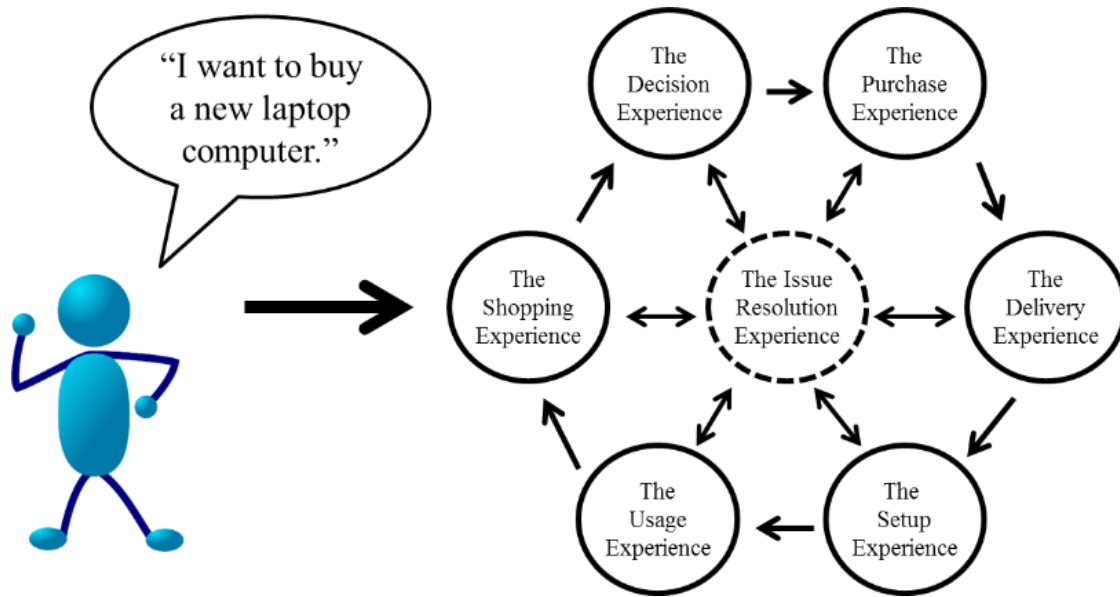 “I want to buy
a new laptop
computer.”
The
Decision
Experience
The
Purchase
Experience
The
Shopping
Experience
The Issue
Resolution
Experience
The
Delivery
Experience
The
Usage
Experience
The
Setup
Experience